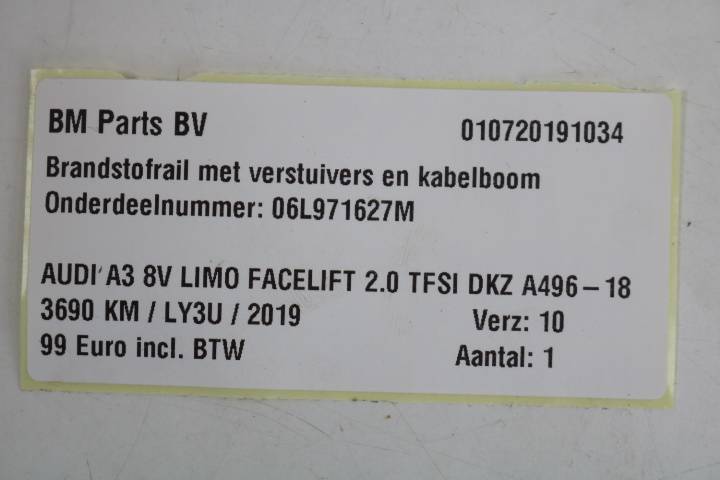 BM Parts BV 010720191034
Brandstofrail met verstuivers en kabelboom
Onderdeelnummer: 06L971627M
AUDI A3 8V LIMO FACELIFT 2.0 TFSI DKZ A496-18
3690 KM / LY3U / 2019 Verz: 10
99 Euro incl. BTW Aantal: 1